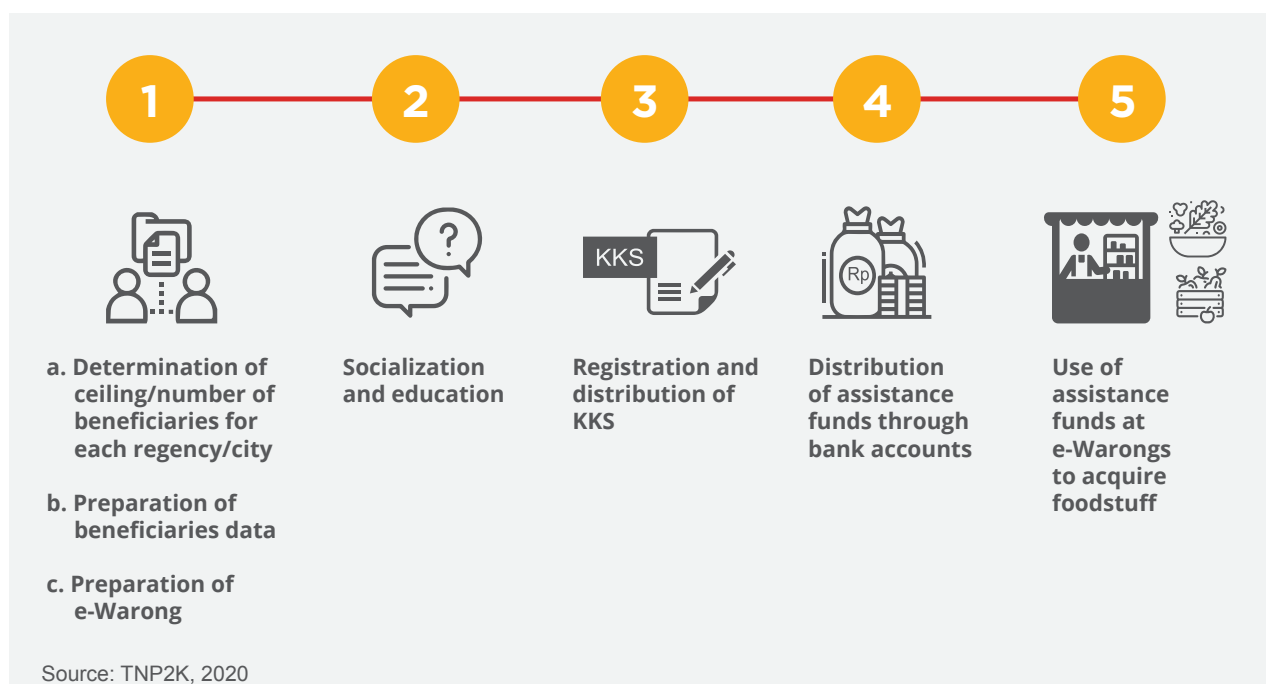 1
2
3
4
5
KKS
Rp
?
a. Determination of
ceiling/number of
beneficiaries for
each regency/city
b. Preparation of
beneficiaries data
c. Preparation of
e-Warong
Socialization
and education
Registration and
distribution of
KKS
Distribution
of assistance
funds through
bank accounts
Use of
assistance
funds at
e-Warongs
to acquire
foodstuff
Source: TNP2K, 2020